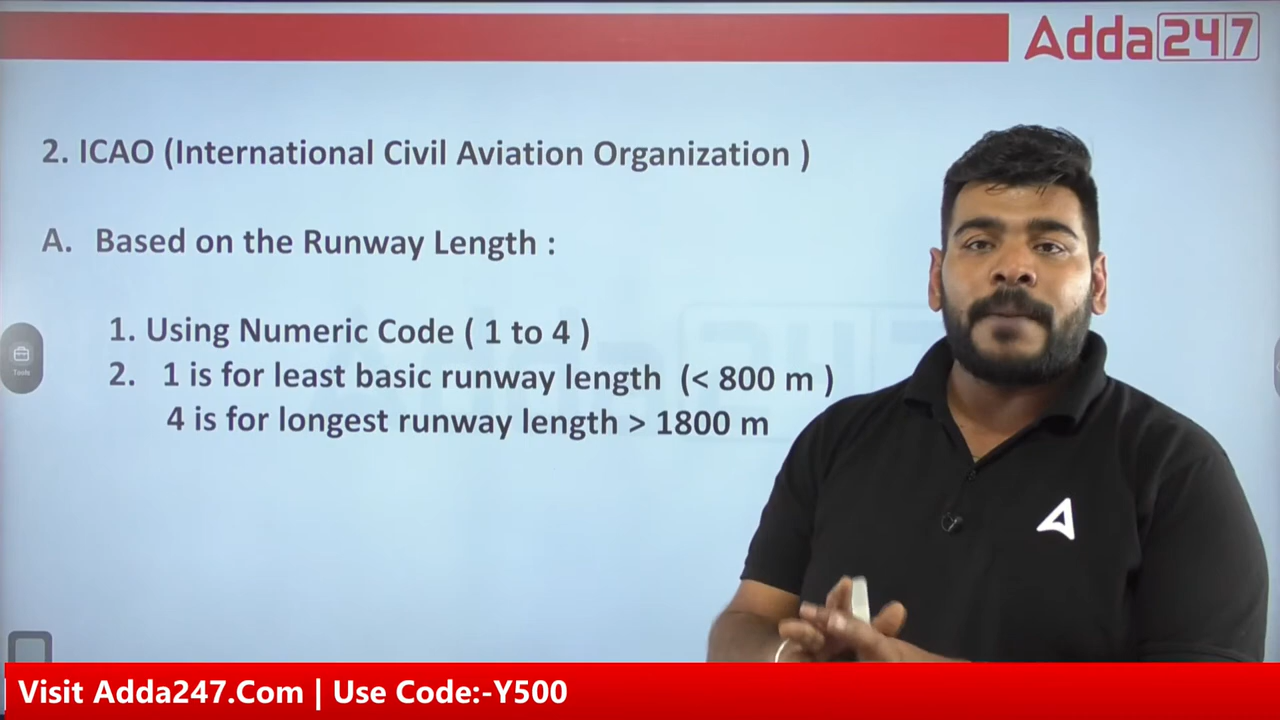 Adda247
2. ICAO (International Civil Aviation Organization )
A. Based on the Runway Length :
1. Using Numeric Code ( 1 to 4 )
2. 1 is for least basic runway length (< 800 m )
4 is for longest runway length > 1800 m
Tools
Visit Adda247.Com | Use Code:-Y500